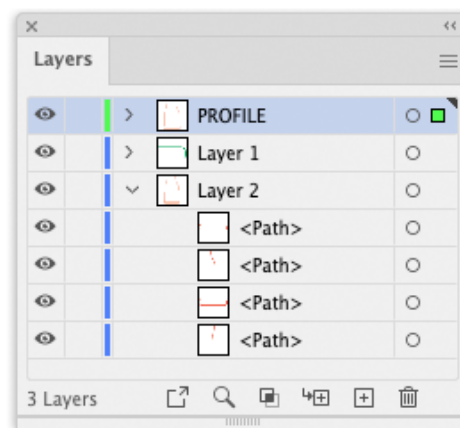 Layers
PROFILE
Layer 1
Layer 2
<Path>
<Path>
<Path>
<Path>
3 Layers